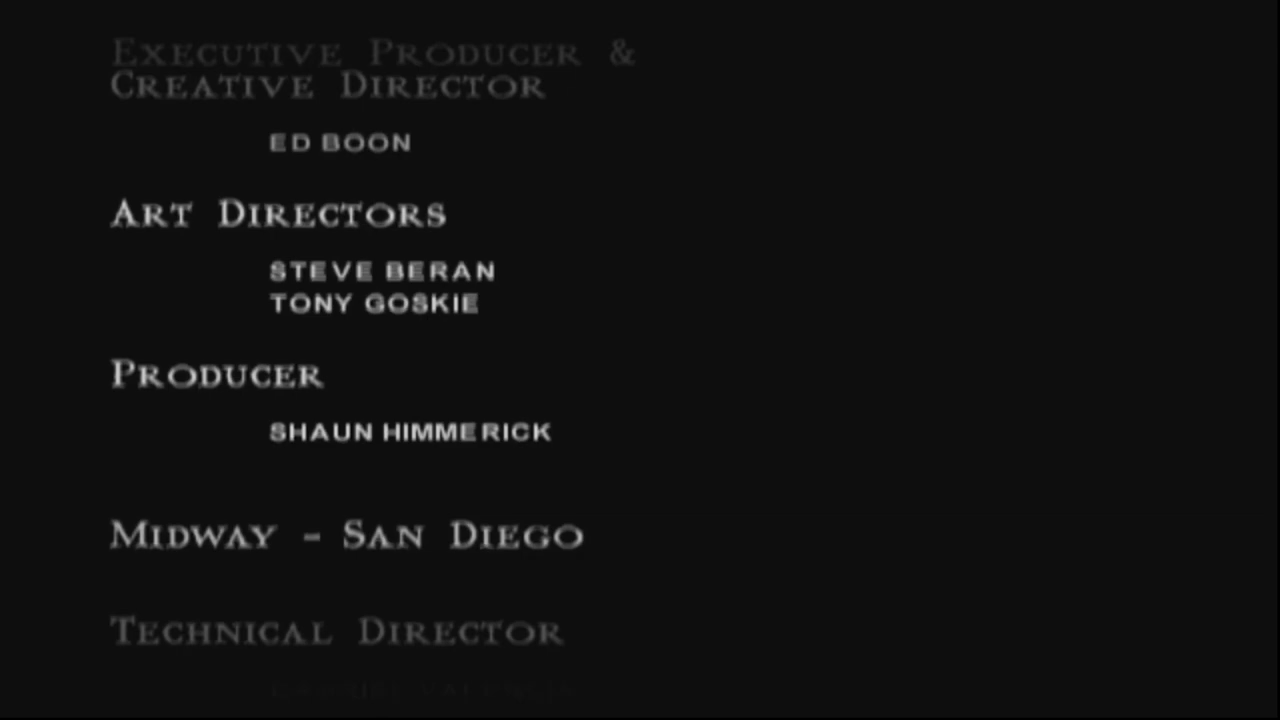 EXECUTIVE PRODUCER &
CREATIVE DIRECTOR
ED BOON
ART DIRECTORS
STEVE BERAN
TONY GOSKIE
PRODUCER
SHAUN HIMMERICK
MIDWAY - SAN DIEGO
TECHNICAL DIRECTOR